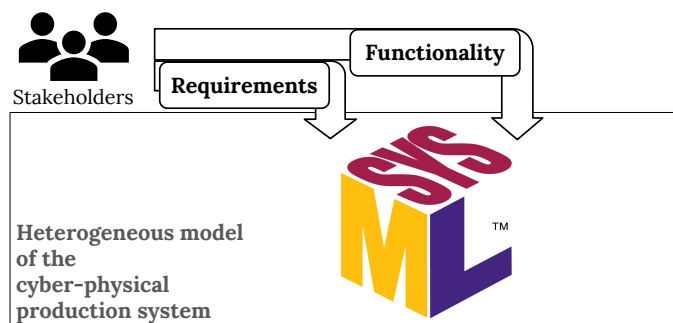 Functionality
Requirements
Stakeholders
SYS
ML
TM
Heterogeneous model
of the
cyber-physical
production system